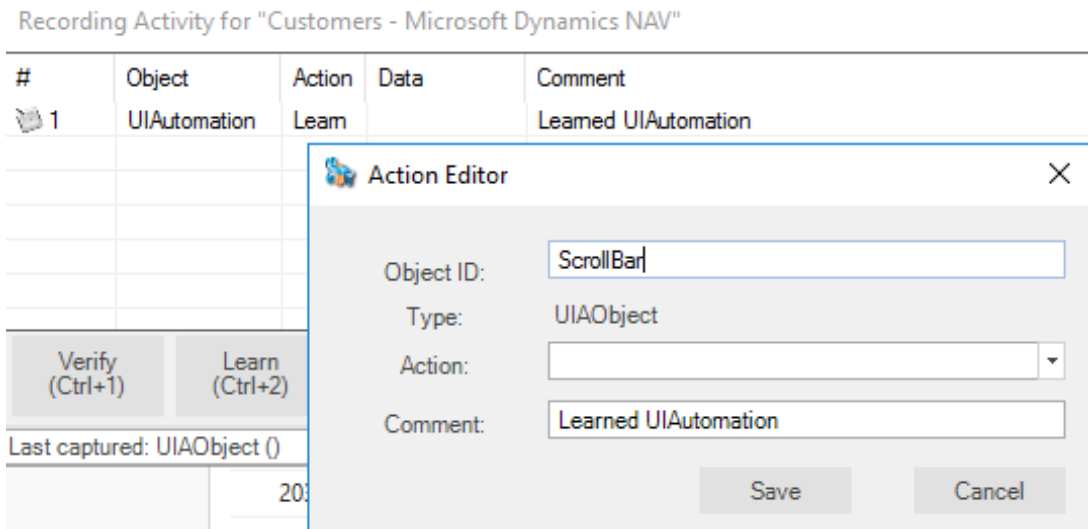 Recording Activity for "Customers - Microsoft Dynamics NAV"
# Object Action Data Comment
1 UIAutomation Learn Learned UIAutomation
Action Editor
Object ID: ScrollBar
Type: UIAObject
Action:
Comment: Learned UIAutomation
Save Cancel
Verify Learn
(Ctrl+1) (Ctrl+2)
Last captured: UIAObject ()